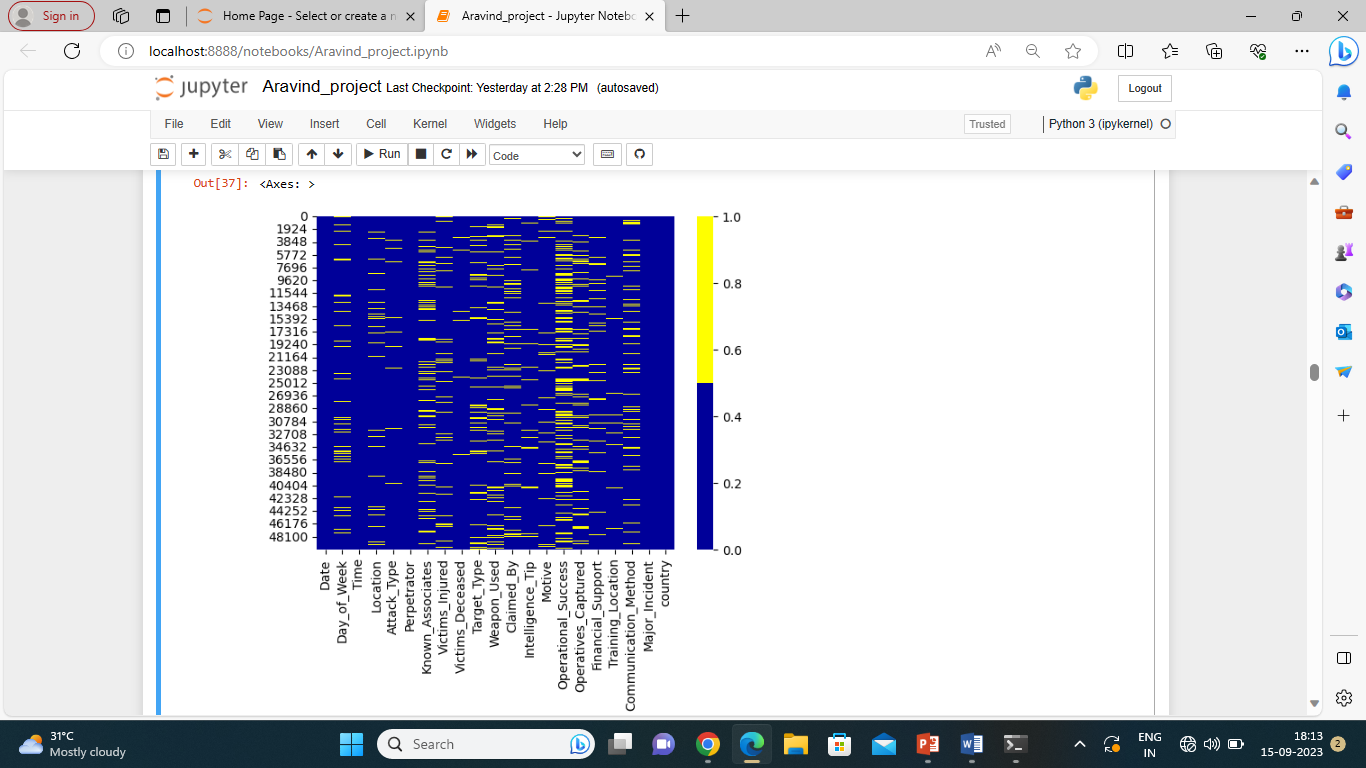 Sign in
Home Page - Select or create a n
Aravind_project - Jupyter Notebo
localhost:8888/notebooks/Aravind_project.ipynb
jupyter
Aravind_project Last Checkpoint: Yesterday at 2:28 PM (autosaved)
Logout
File Edit View Insert Cell Kernel Widgets Help
Trusted
Python 3 (ipykernel)
Run
Code
Out[37]: <Axes: >
0
1924
3848
5772
7696
9620
11544
13468
15392
17316
19240
21164
23088
25012
26936
28860
30784
32708
34632
36556
38480
40404
42328
44252
46176
48100
1.0
0.8
0.6
0.4
0.2
0.0
Date
Day_of_Week
Time
Location
Attack_Type
Perpetrator
Known_Associates
Victims_Injured
Victims_Deceased
Target_Type
Weapon_Used
Claimed_By
Intelligence_Tip
Motive
Operational_Success
Operatives_Captured
Financial_Support
Training_Location
Communication_Method
Major_Incident
country
31°C
Mostly cloudy
Search
ENG
IN
18:13
15-09-2023
2